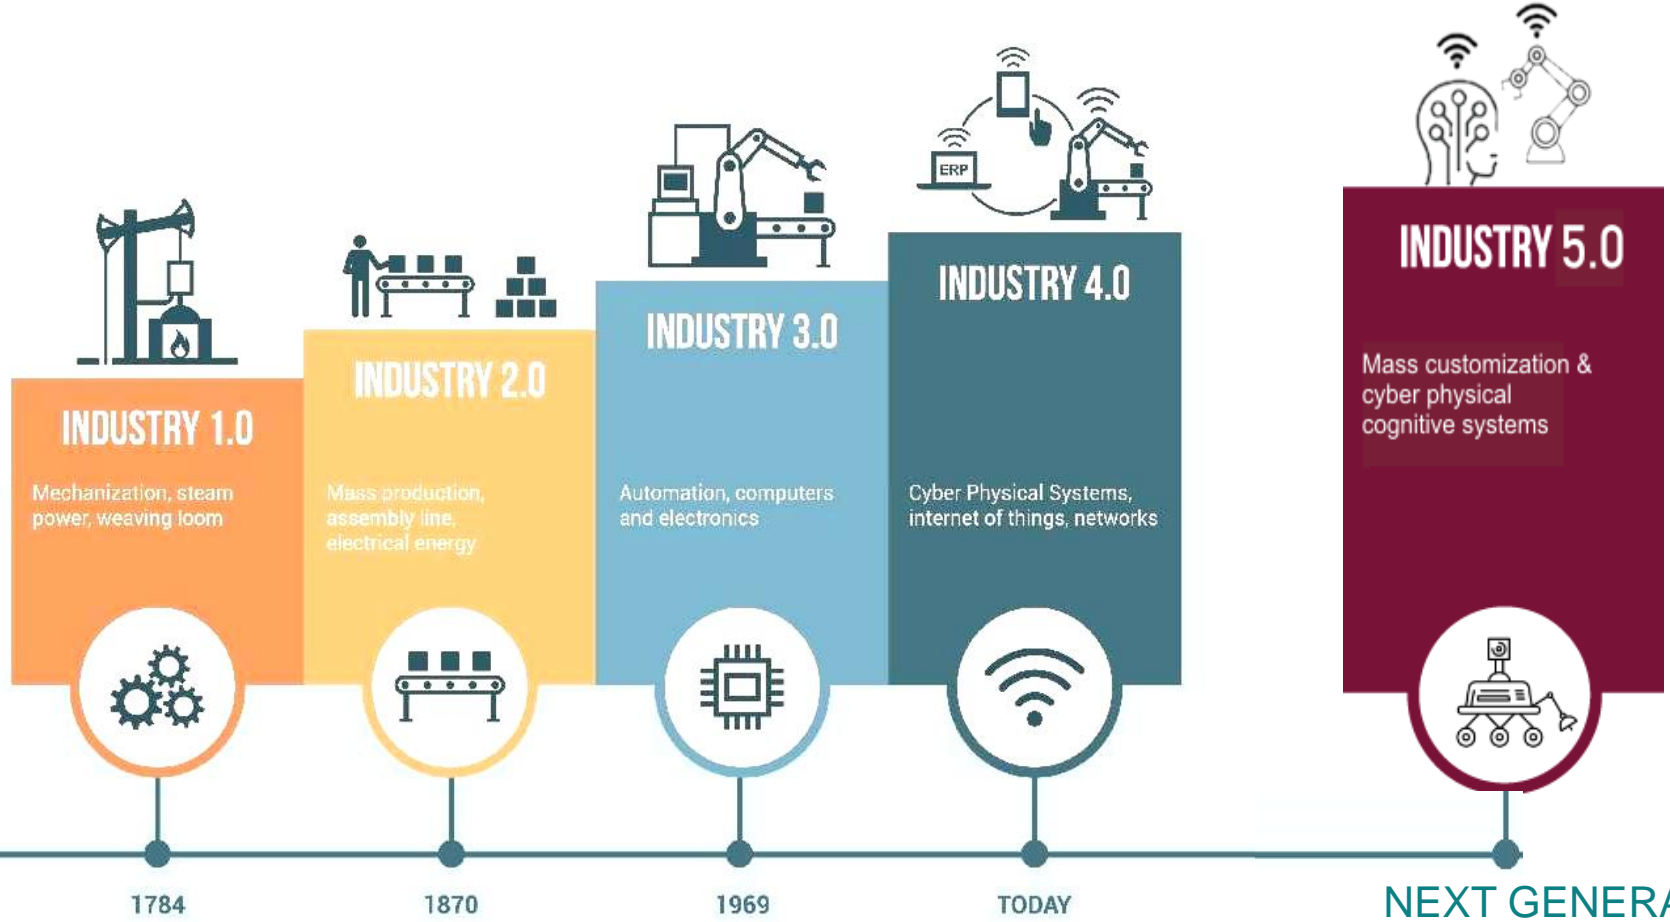 ERP
INDUSTRY 1.0
Mechanization, steam
power, weaving loom
INDUSTRY 2.0
Mass production,
assembly line,
electrical energy
INDUSTRY 3.0
Automation, computers
and electronics
INDUSTRY 4.0
Cyber Physical Systems,
internet of things, networks
INDUSTRY 5.0
Mass customization &
cyber physical
cognitive systems
1784
1870
1969
TODAY
NEXT GENERA